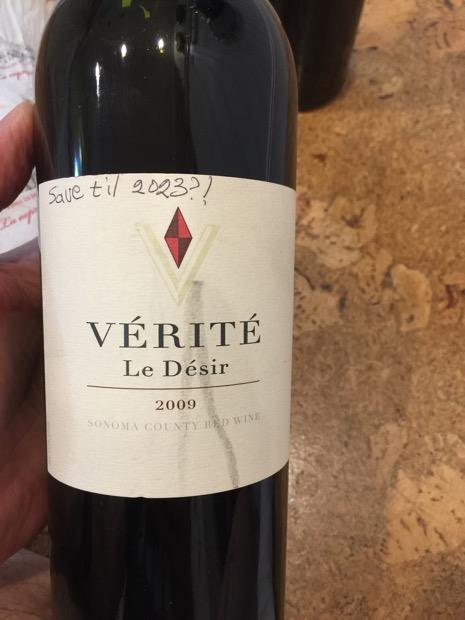 Save til 2023?!
VÉRITÉ
Le Désir
2009
SONOMA COUNTY RED WINE